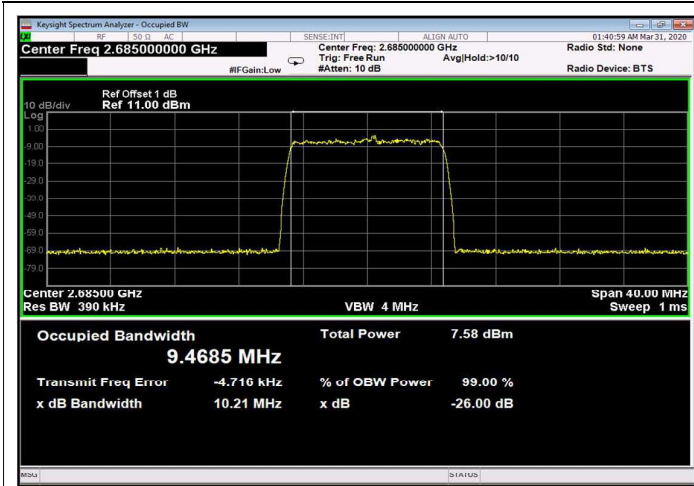 Keysight Spectrum Analyzer - Occupied BW
RF 50 Ω AC SENSE:INT ALIGN AUTO 01:40:59 AM Mar 31, 2020
Center Freq 2.685000000 GHz Center Freq: 2.685000000 GHz Radio Std: None
Trig: Free Run Avg|Hold:>10/10
#IFGain:Low #Atten: 10 dB Radio Device: BTS
Ref Offset 1 dB
10 dB/div Ref 11.00 dBm
Log
1.00
-9.00
-19.0
-29.0
-39.0
-49.0
-59.0
-69.0
-79.0
Center 2.68500 GHz Span 40.00 MHz
Res BW 390 kHz VBW 4 MHz Sweep 1 ms
Occupied Bandwidth Total Power 7.58 dBm
9.4685 MHz
Transmit Freq Error -4.716 kHz % of OBW Power 99.00 %
x dB Bandwidth 10.21 MHz x dB -26.00 dB
MSG STATUS